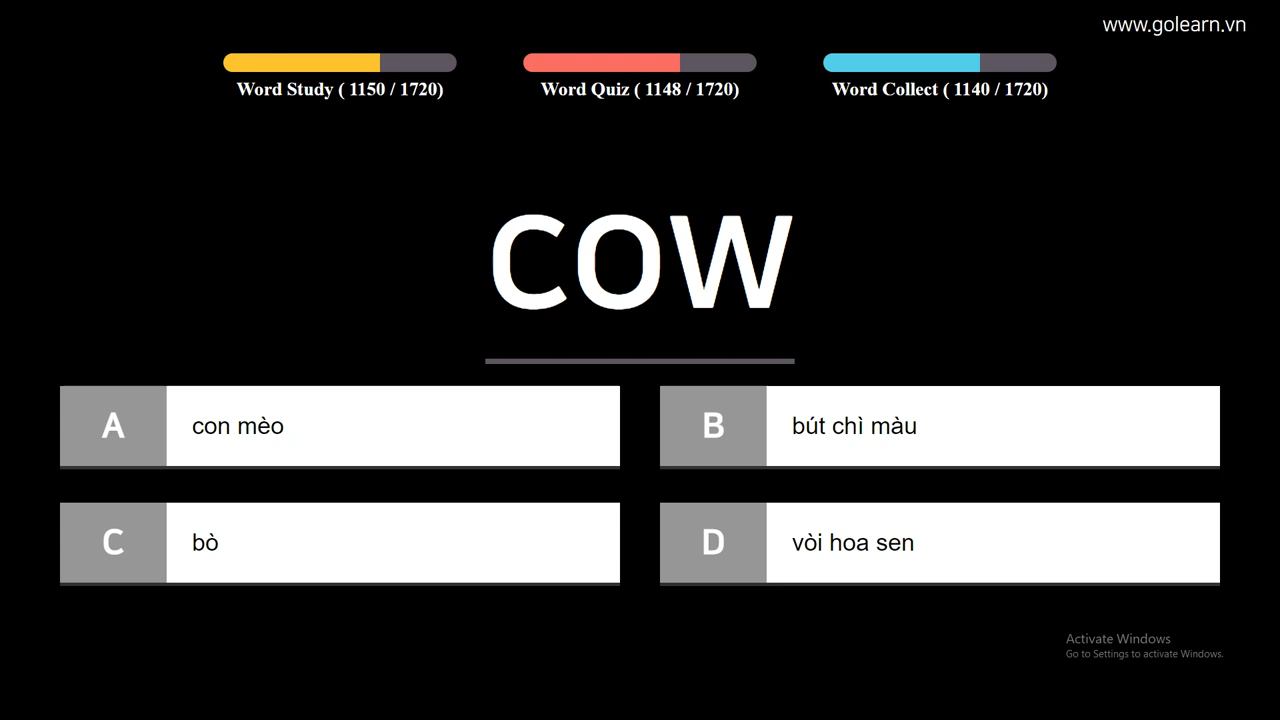 www.golearn.vn
Word Study ( 1150 / 1720)
Word Quiz ( 1148 / 1720)
Word Collect ( 1140 / 1720)
COW
A con mèo
B bút chì màu
C bò
D vòi hoa sen
Activate Windows
Go to Settings to activate Windows.